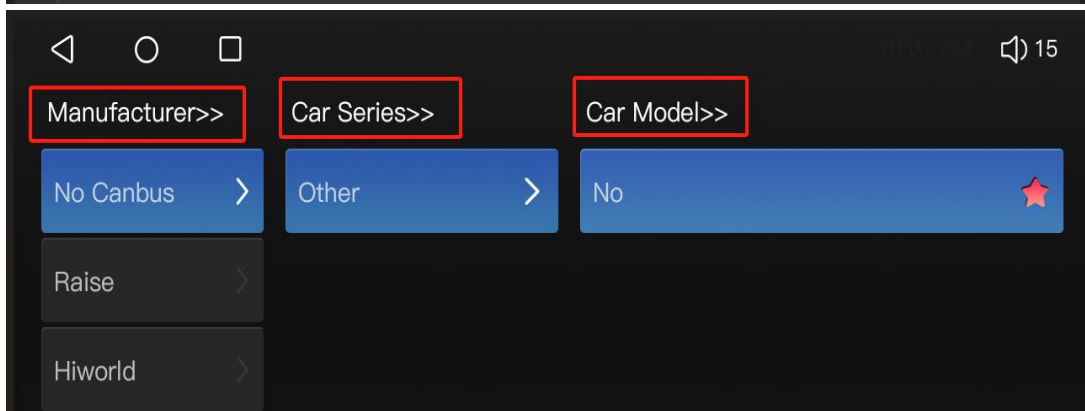 15
Manufacturer>> Car Series>> Car Model>>
No Canbus Other No
Raise
Hiworld